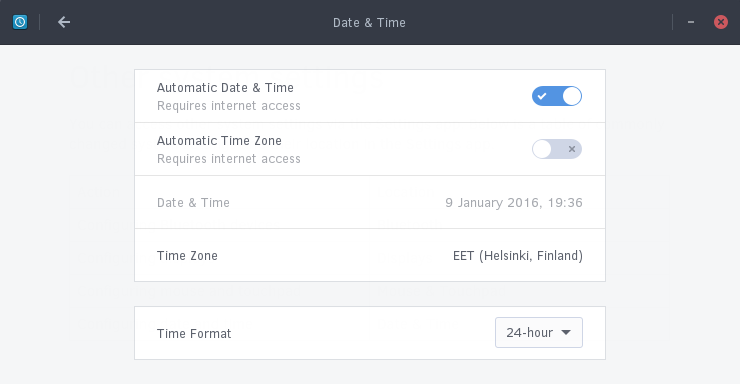 Date & Time
Automatic Date & Time
Requires internet access
Automatic Time Zone
Requires internet access
Date & Time 9 January 2016, 19:36
Time Zone EET (Helsinki, Finland)
Time Format 24-hour